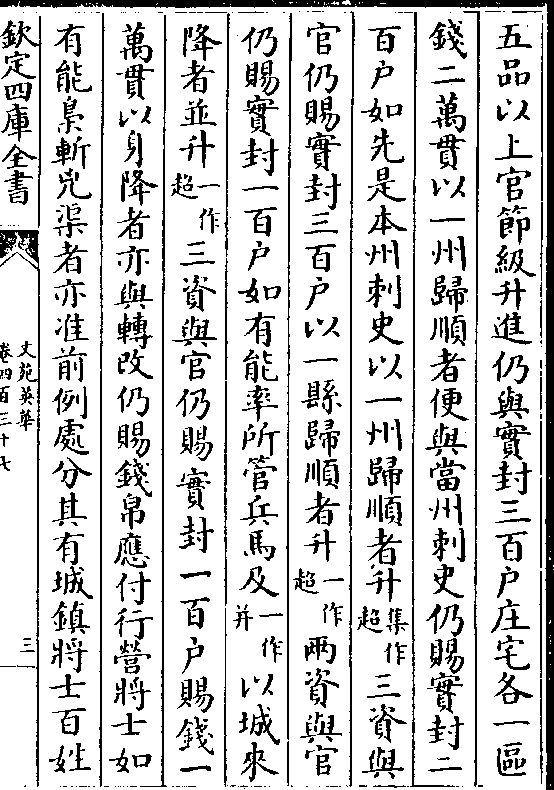 五品以上官節級升進仍與實封三百户庄宅各一區
錢二萬貫以一州歸順者便與當州刺史仍賜實封二
百户如先是本州刺史以一州歸順者升集作超三資與
官仍賜實封三百户以一縣歸順者升一作超兩資與官
仍賜實封一百户如有能率所管兵馬及一作并以城來
降者並升一作超三資與官仍賜實封一百户賜錢一
萬貫以身降者亦與轉改仍賜錢帛應付行營將士如
有能梟斬兇渠者亦准前例處分其有城鎮將士百姓
欽定四庫全書
文苑英華
卷四百三十七
三